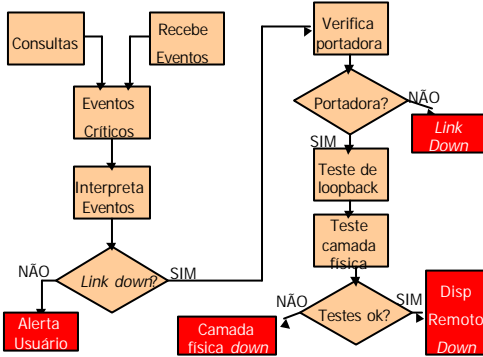 Consultas
Recebe
Eventos
Eventos
Críticos
Interpreta
Eventos
Link down?
NÃO
SIM
Alerta
Usuário
Verifica
portadora
Portadora?
NÃO
SIM
Link
Down
Teste de
loopback
Teste
camada
física
Testes ok?
NÃO
SIM
Camada
física down
Disp
Remoto
Down